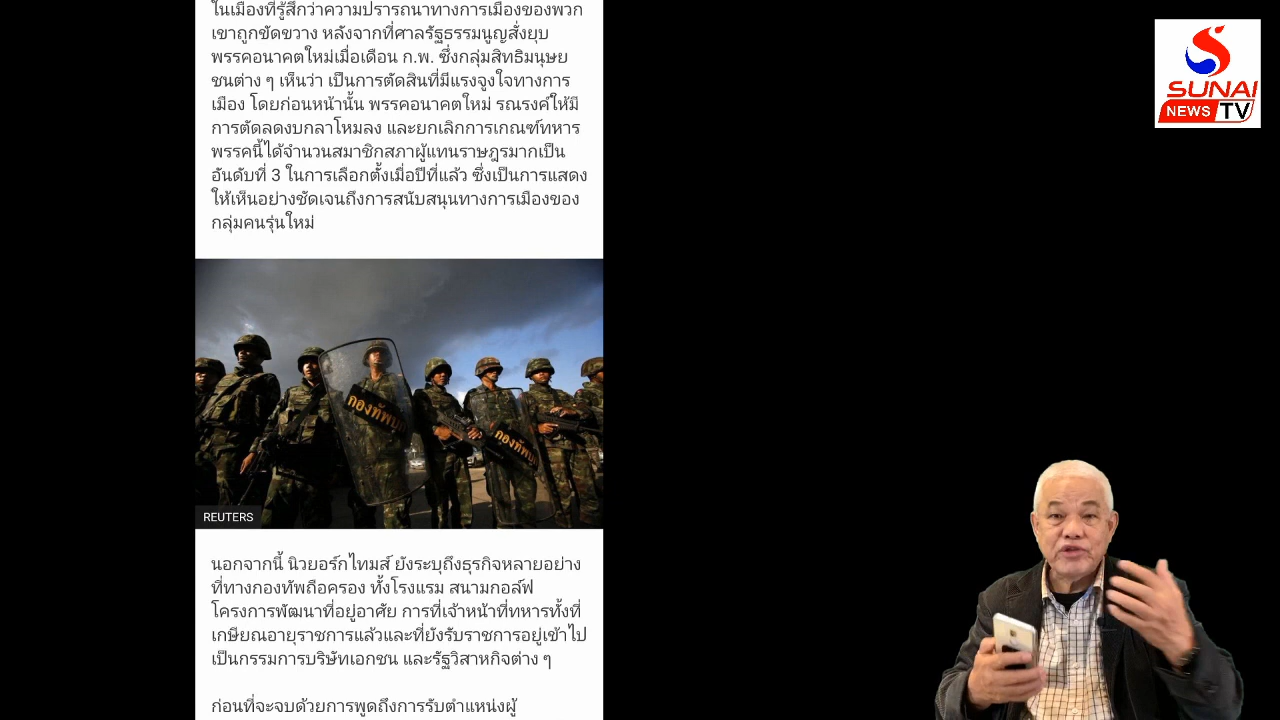 ในเมืองที่รู้สึกว่าความปรารถนาทางการเมืองของพวก
เขาถูกขัดขวาง หลังจากที่ศาลรัฐธรรมนูญสั่งยุบ
พรรคอนาคตใหม่เมื่อเดือน ก.พ. ซึ่งกลุ่มสิทธิมนุษย
ชนต่าง ๆ เห็นว่า เป็นการตัดสินที่มีแรงจูงใจทางการ
เมือง โดยก่อนหน้านั้น พรรคอนาคตใหม่ รณรงค์ให้มี
การตัดลดงบกลาโหมลง และยกเลิกการเกณฑ์ทหาร
พรรคนี้ได้จำนวนสมาชิกสภาผู้แทนราษฎรมากเป็น
อันดับที่ 3 ในการเลือกตั้งเมื่อปีที่แล้ว ซึ่งเป็นการแสดง
ให้เห็นอย่างชัดเจนถึงการสนับสนุนทางการเมืองของ
กลุ่มคนรุ่นใหม่
กองทัพบก
กองทัพบก
REUTERS
นอกจากนี้ นิวยอร์กไทมส์ ยังระบุถึงธุรกิจหลายอย่าง
ที่ทางกองทัพถือครอง ทั้งโรงแรม สนามกอล์ฟ
โครงการพัฒนาที่อยู่อาศัย การที่เจ้าหน้าที่ทหารทั้งที่
เกษียณอายุราชการแล้วและที่ยังรับราชการอยู่เข้าไป
เป็นกรรมการบริษัทเอกชน และรัฐวิสาหกิจต่าง ๆ
ก่อนที่จะจบด้วยการพูดถึงการรับตำแหน่งผู้
SUNAI
NEWS TV